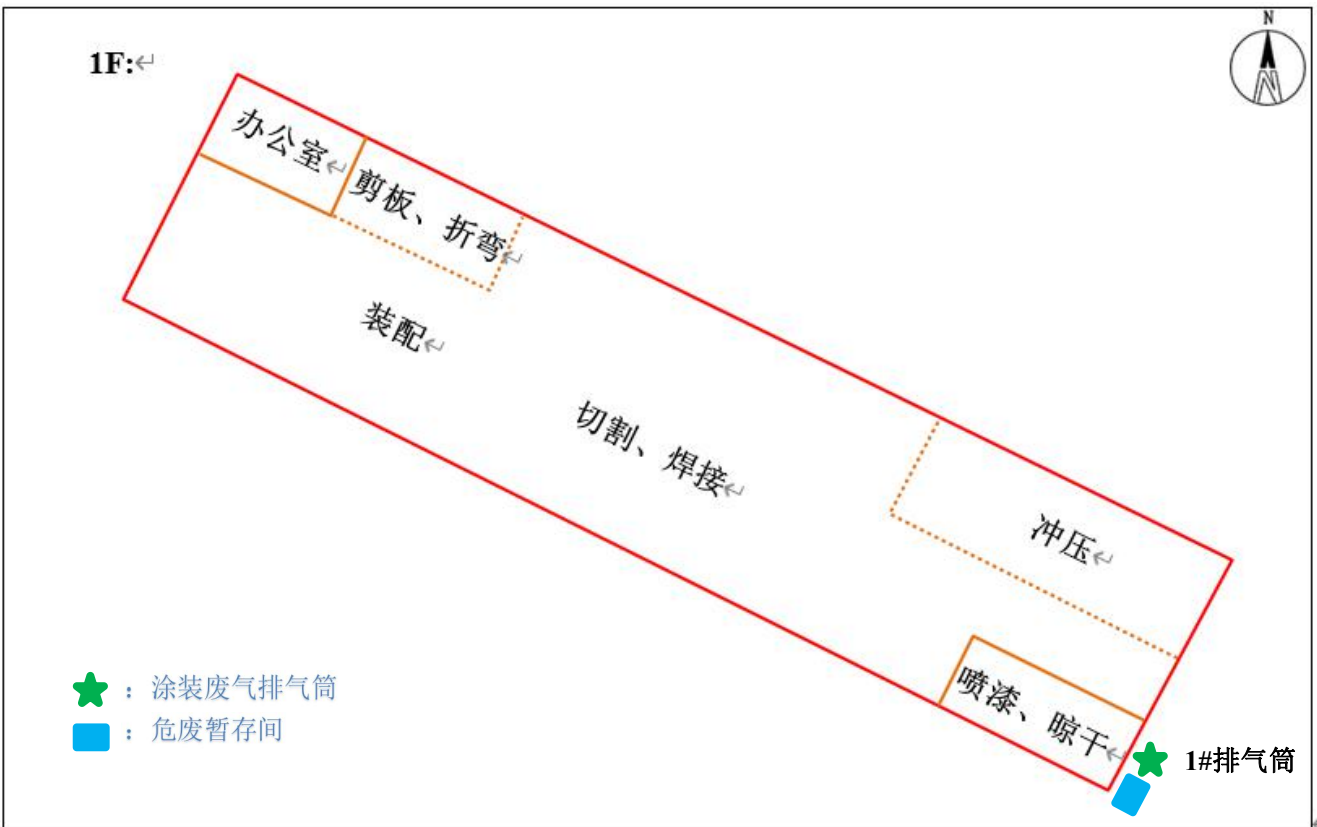 N
1F:
办公室
剪板、折弯
装配
切割、焊接
冲压
喷漆、晾干
：涂装废气排气筒
：危废暂存间
1#排气筒